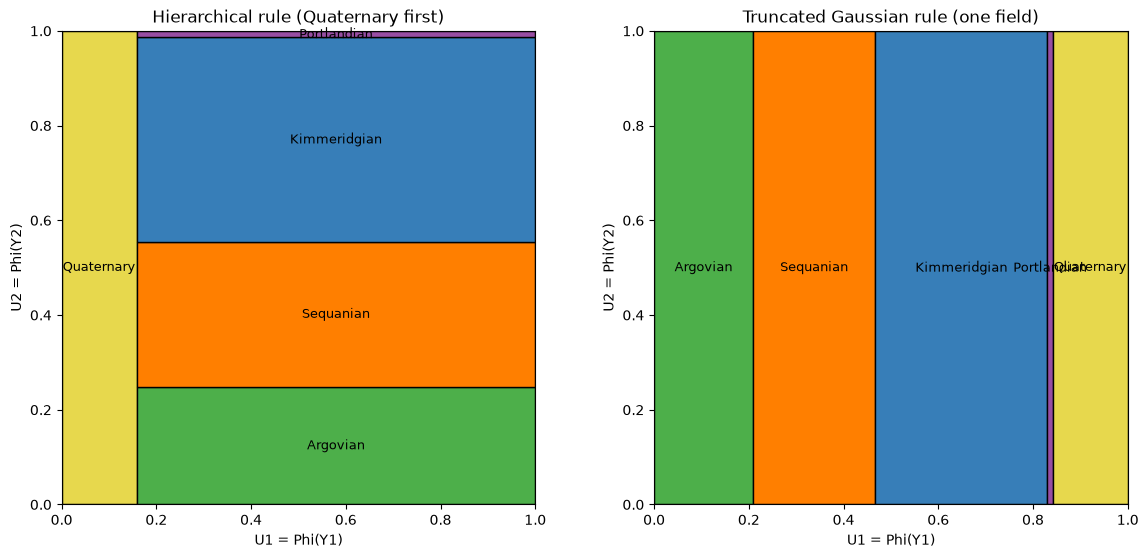 Hierarchical rule (Quaternary first)
1.0
0.8
0.6
0.4
0.2
0.0
U2 = Phi(Y2)
Portlandian
Kimmeridgian
Quaternary
Sequanian
Argovian
0.0 0.2 0.4 0.6 0.8 1.0
U1 = Phi(Y1)
Truncated Gaussian rule (one field)
1.0
0.8
0.6
0.4
0.2
0.0
U2 = Phi(Y2)
Argovian Sequanian Kimmeridgian Portlandian Quaternary
0.0 0.2 0.4 0.6 0.8 1.0
U1 = Phi(Y1)